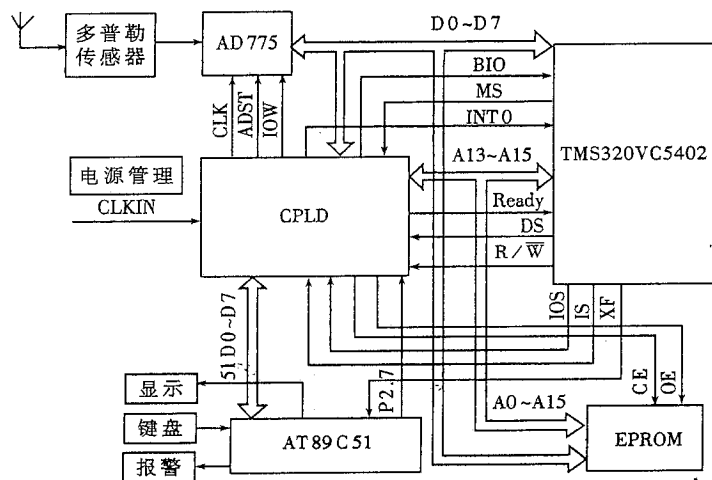 D0~D7
多普勒
传感器
AD775
BIO
MS
INT0
CLK
ADST
IOW
TMS320VC5402
A13~A15
电源管理
CLKIN
CPLD
Ready
DS
R/W̅
IOS
IS
XF
51D0~D7
P2.7
CE
OE
显示
键盘
报警
AT89C51
A0~A15
EPROM